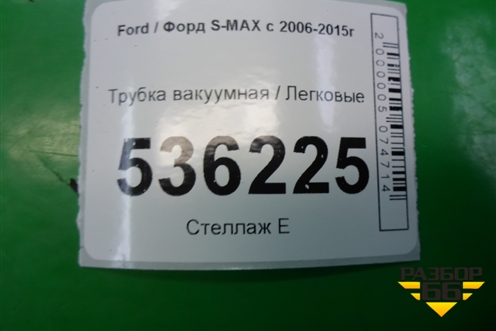 Ford / Форд S-MAX с 2006-2015г
Трубка вакуумная / Легковые
536225
Стеллаж Е
2000005074714
РАЗБОР
66